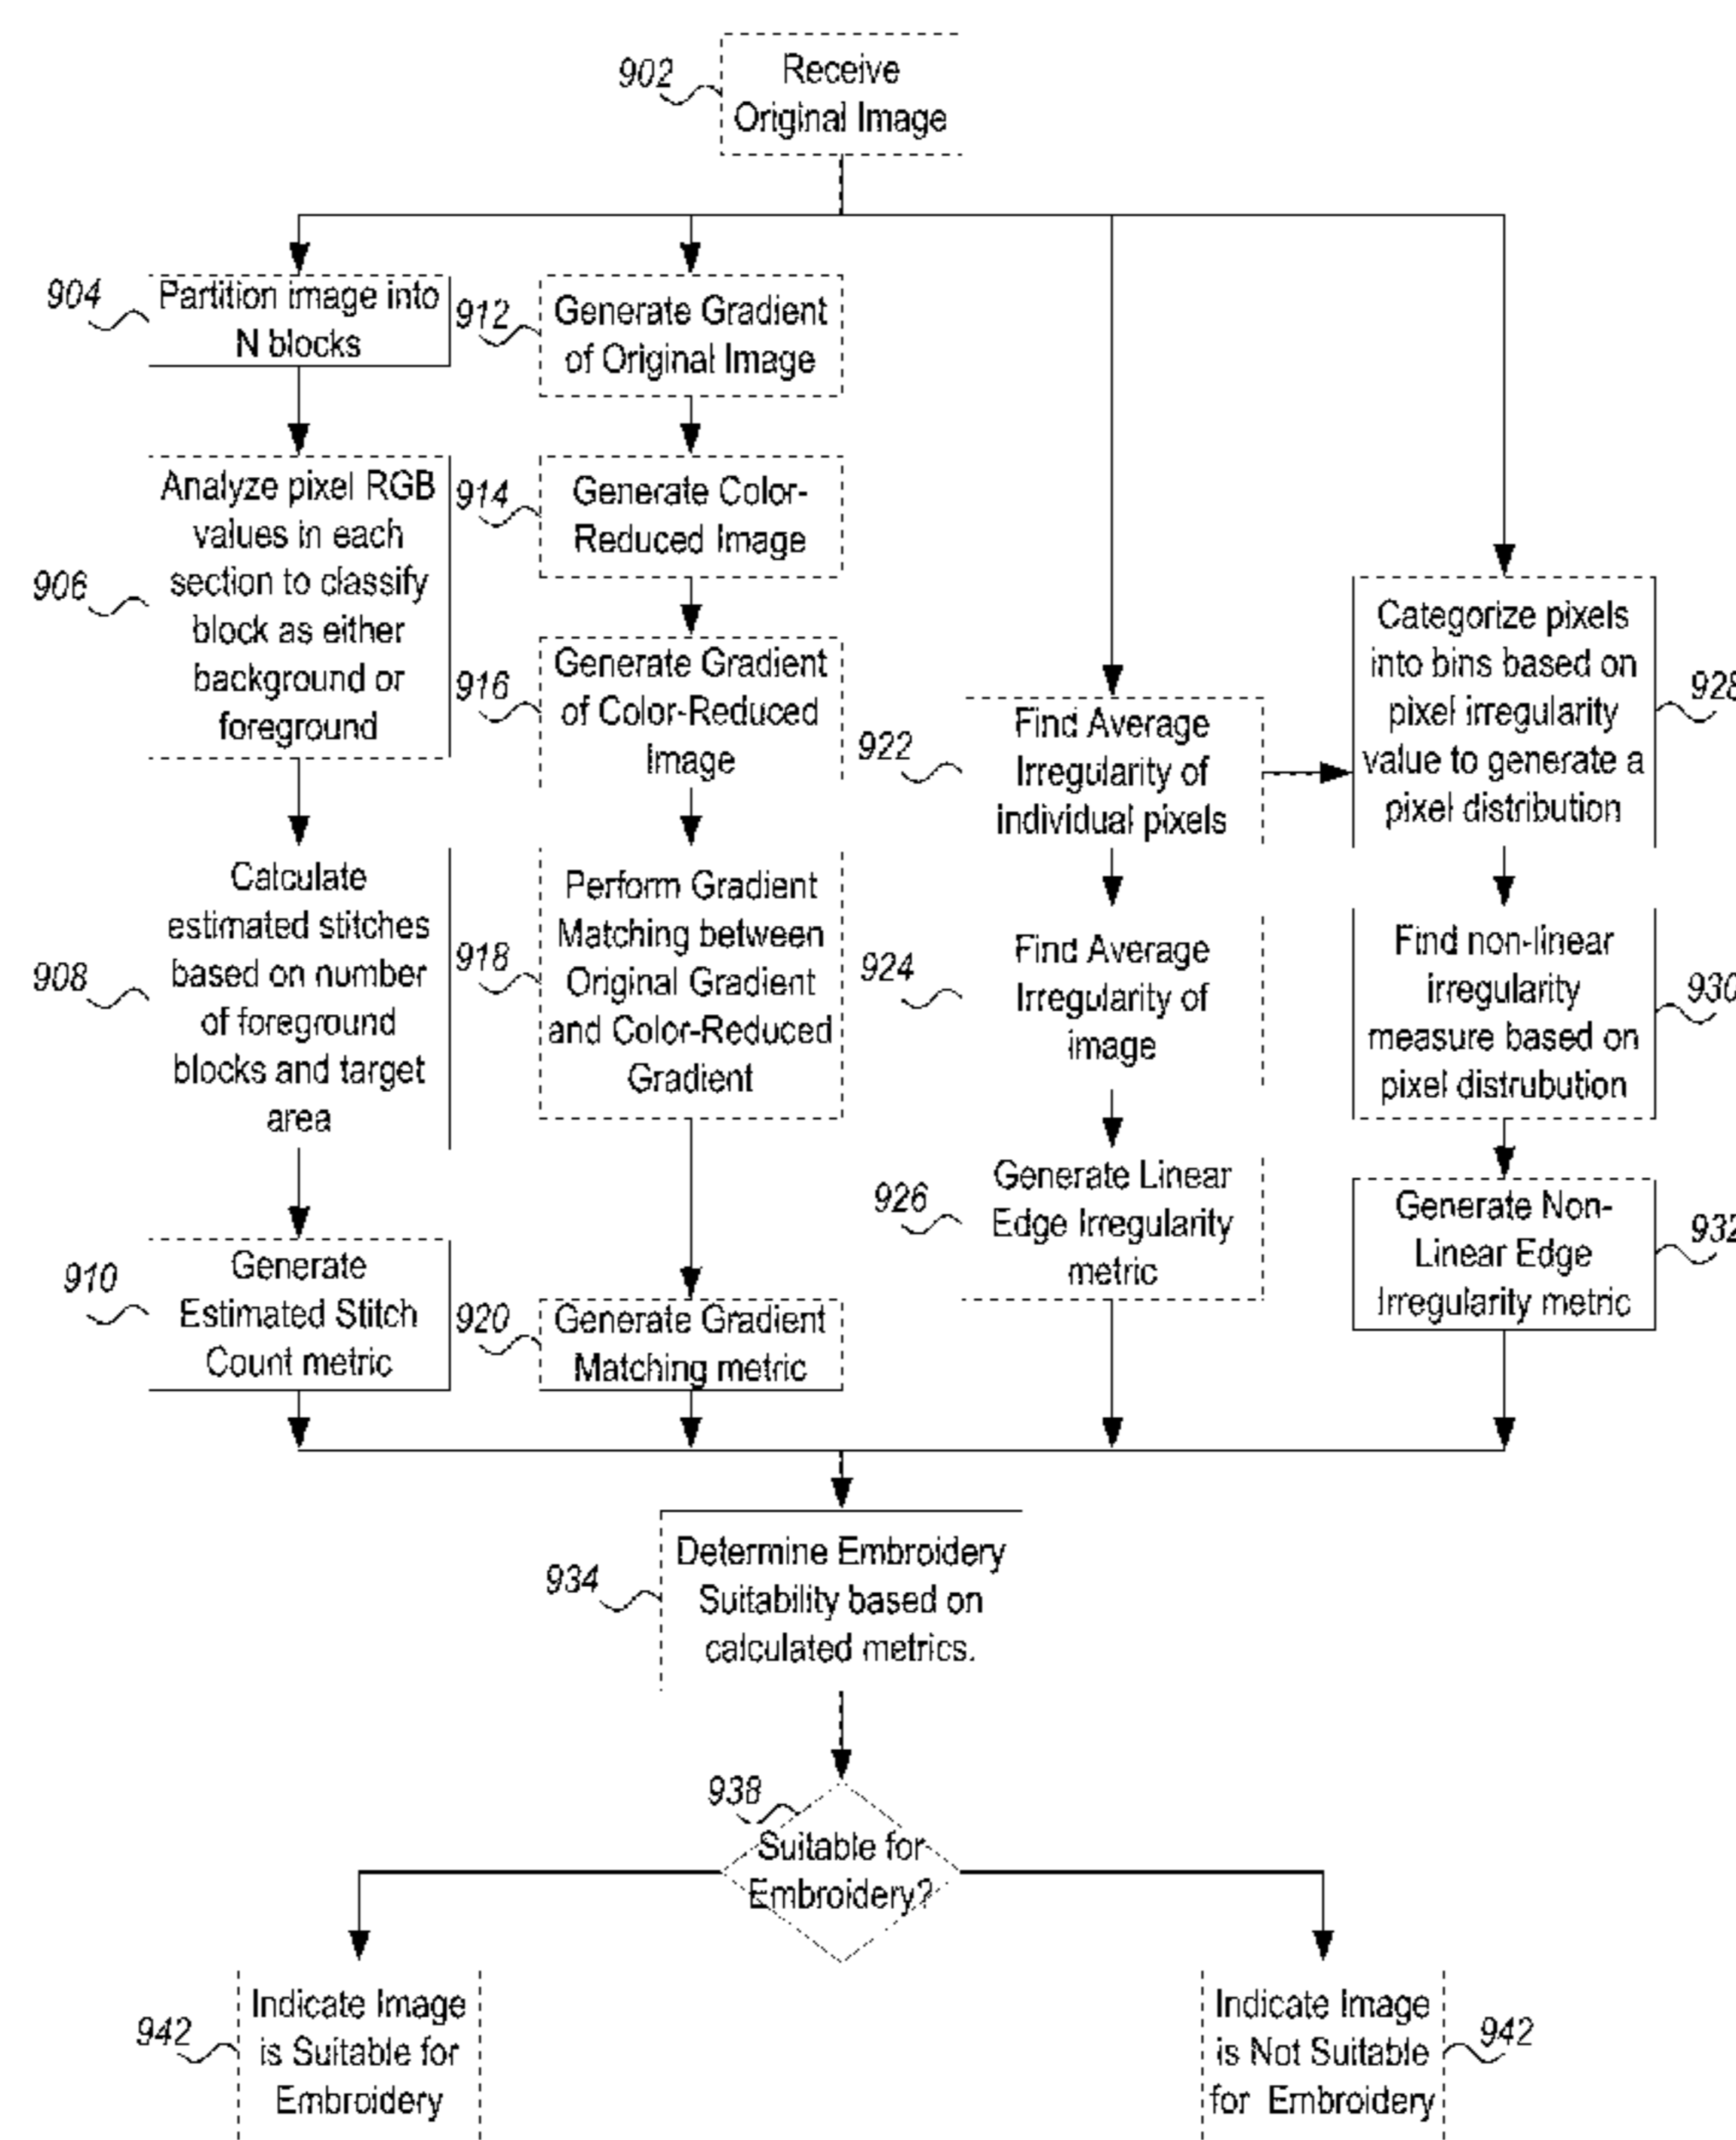 902
Receive
Original Image
904
Partition image into
N blocks
906
Analyze pixel RGB
values in each
section to classify
block as either
background or
foreground
908
Calculate
estimated stitches
based on number
of foreground
blocks and target
area
910
Generate
Estimated Stitch
Count metric
912
Generate Gradient
of Original Image
914
Generate Color-
Reduced Image
916
Generate Gradient
of Color-Reduced
Image
918
Perform Gradient
Matching between
Original Gradient
and Color-Reduced
Gradient
920
Generate Gradient
Matching metric
922
Find Average
Irregularity of
individual pixels
924
Find Average
Irregularity of
image
926
Generate Linear
Edge Irregularity
metric
928
Categorize pixels
into bins based on
pixel irregularity
value to generate a
pixel distribution
930
Find non-linear
irregularity
measure based on
pixel distrubution
932
Generate Non-
Linear Edge
Irregularity metric
934
Determine Embroidery
Suitability based on
calculated metrics.
938
Suitable for
Embroidery?
942
Indicate Image
is Suitable for
Embroidery
Indicate Image
is Not Suitable
for Embroidery
942